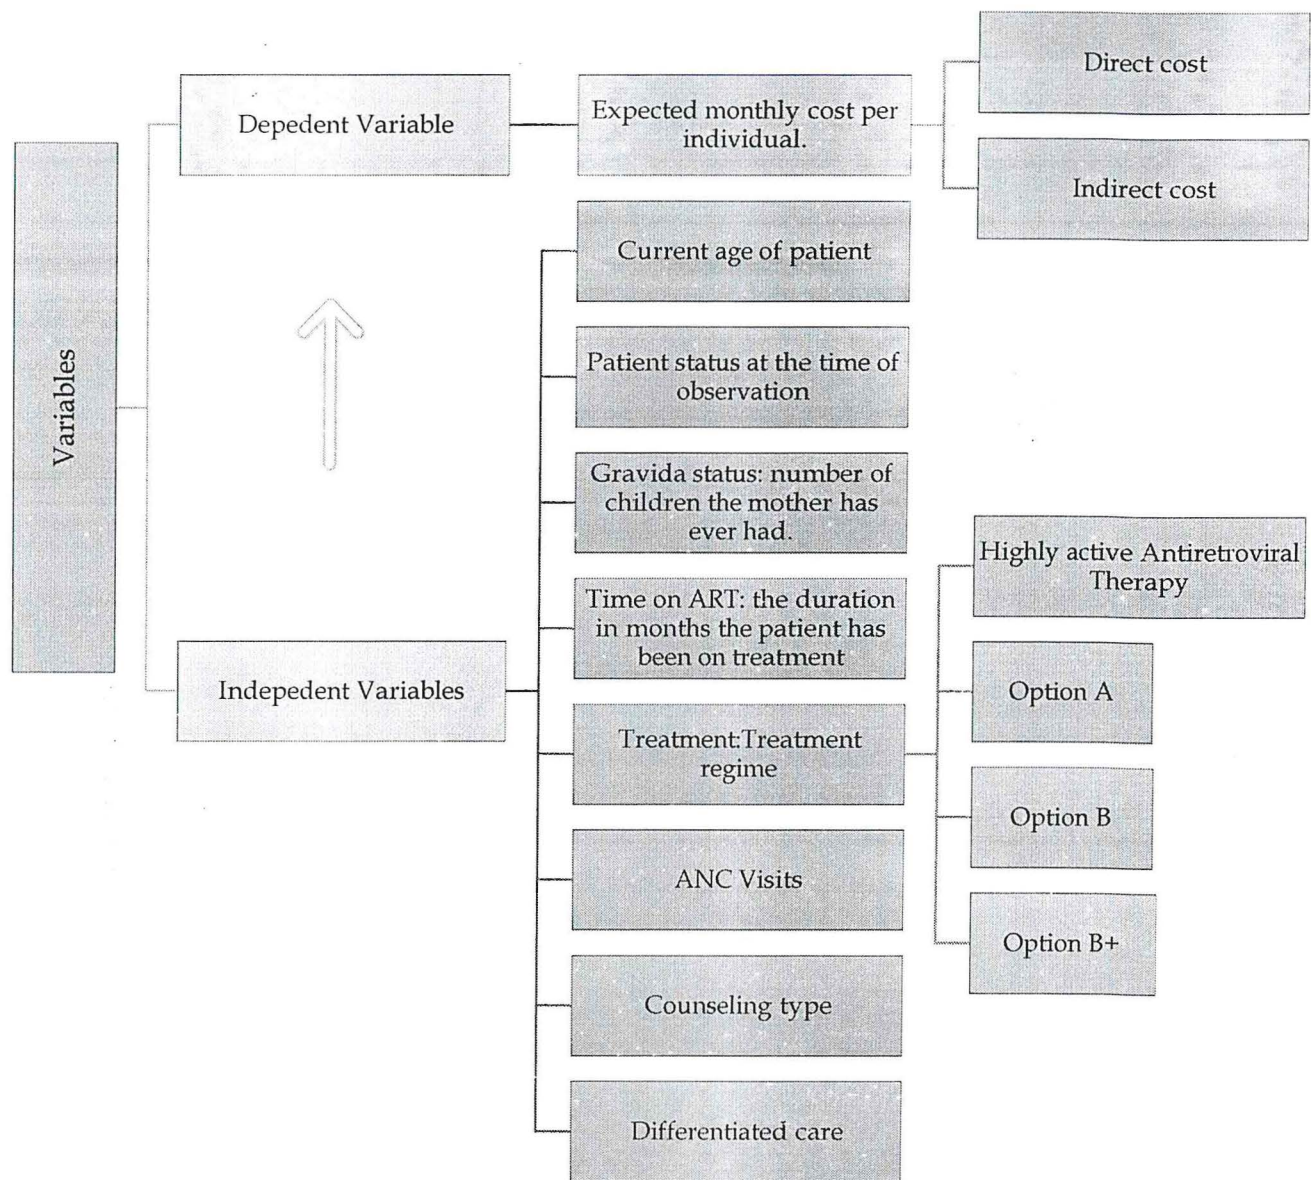 Variables
Depedent Variable
Expected monthly cost per
individual.
Direct cost
Indirect cost
Indepedent Variables
Current age of patient
Patient status at the time of
observation
Gravida status: number of
children the mother has
ever had.
Time on ART: the duration
in months the patient has
been on treatment
Treatment:Treatment
regime
Highly active Antiretroviral
Therapy
Option A
Option B
Option B+
ANC Visits
Counseling type
Differentiated care